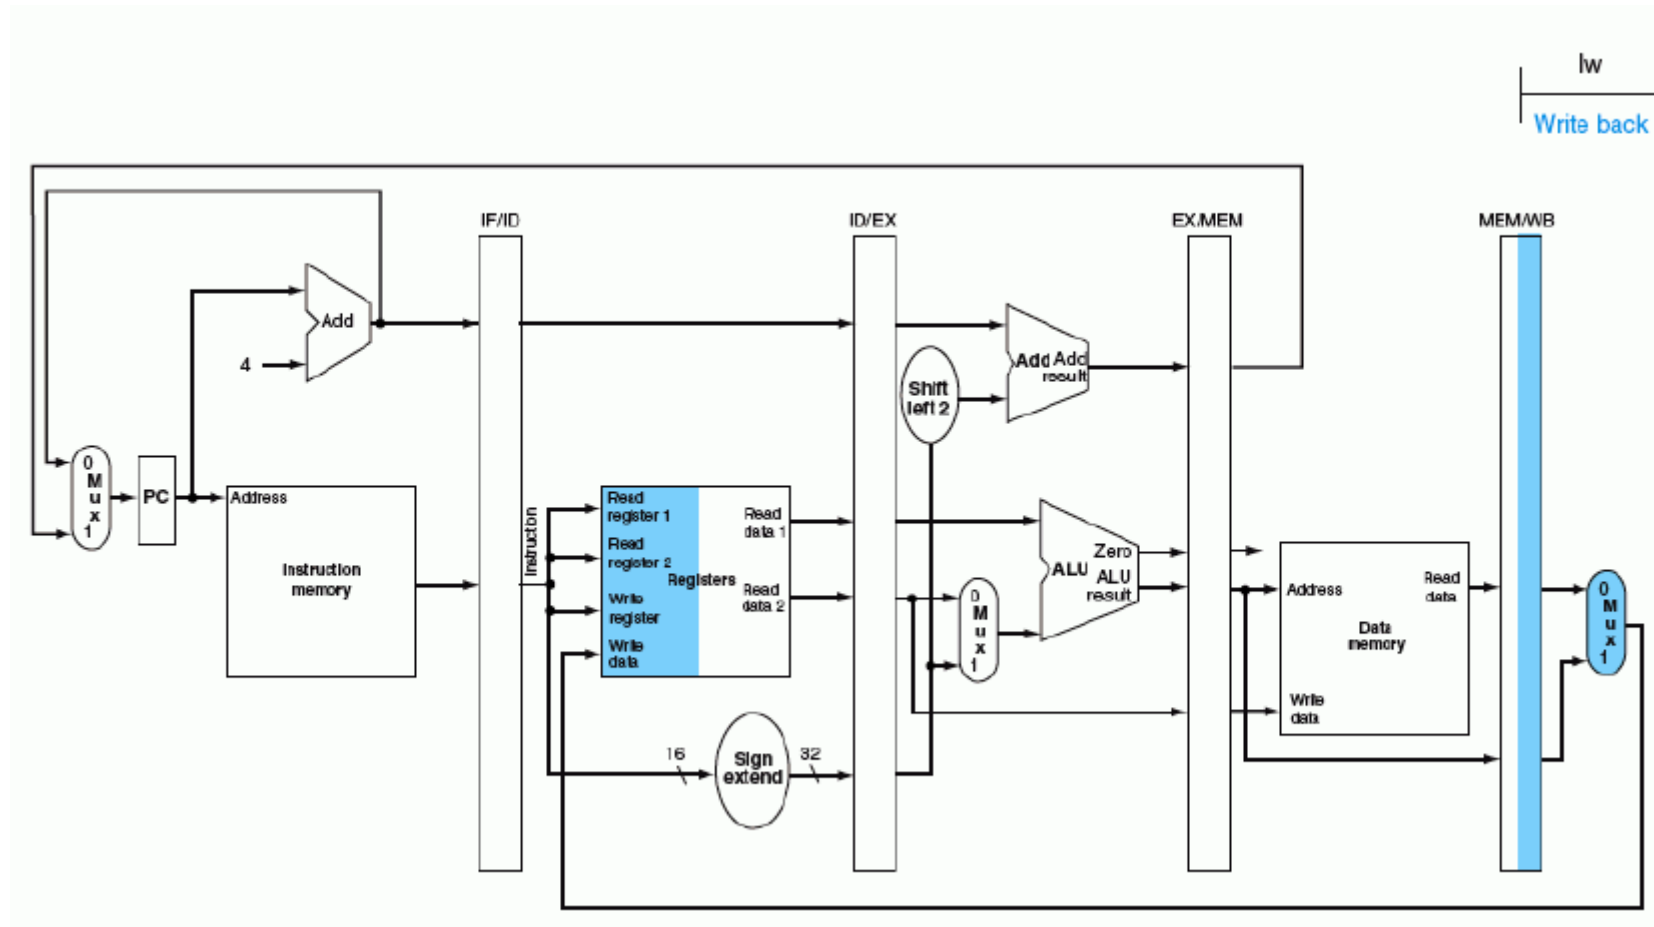 lw
Write back
IF/ID
ID/EX
EX/MEM
MEM/WB
Add
4
Add Add
result
Shift
left 2
0
M
u
x
1
PC
Address
Instruction
memory
Instruction
Read
register 1
Read
register 2
Write
register
Write
data
Registers
Read
data 1
Read
data 2
16
Sign
extend
32
0
M
u
x
1
Zero
ALU
ALU
result
Address
Read
data
Data
memory
Write
data
0
M
u
x
1